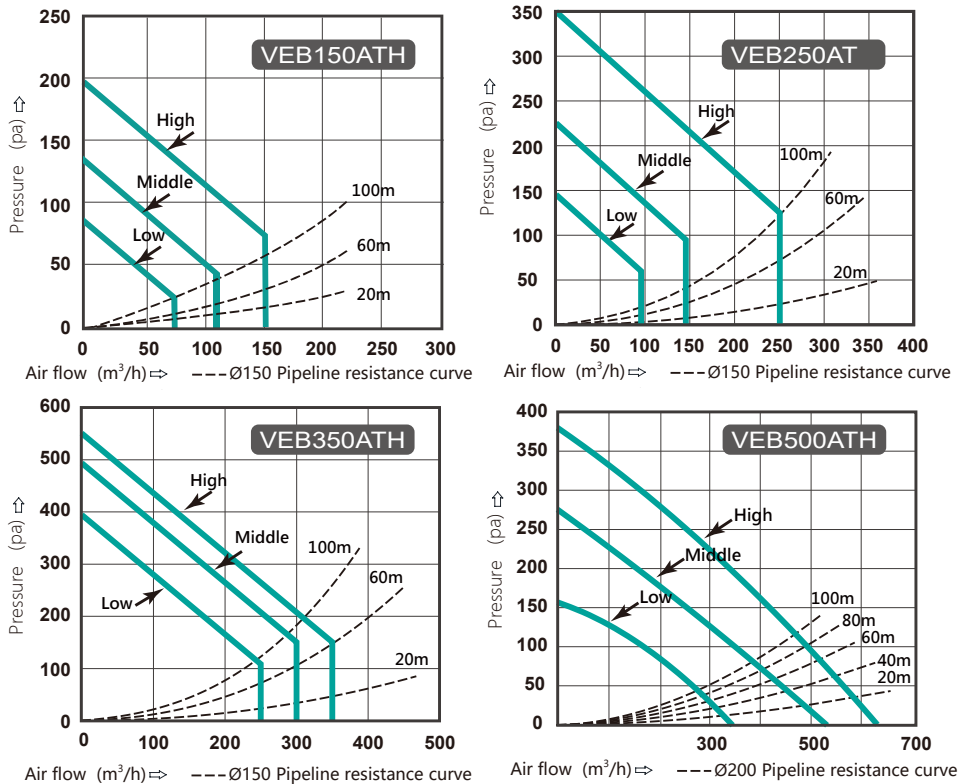 VEB150ATH
250
200
150
100
50
0
Pressure (pa) ⇨
High
Middle
Low
100m
60m
20m
0 50 100 150 200 250 300
Air flow (m³/h) ⇨ ---Ø150 Pipeline resistance curve
VEB250AT
350
300
250
200
150
100
50
0
Pressure (pa) ⇨
High
Middle
Low
100m
60m
20m
0 50 100 150 200 250 300 350 400
Air flow (m³/h) ⇨ ---Ø150 Pipeline resistance curve
VEB350ATH
600
500
400
300
200
100
0
Pressure (pa) ⇨
High
Middle
Low
100m
60m
20m
0 100 200 300 400 500
Air flow (m³/h) ⇨ ---Ø150 Pipeline resistance curve
VEB500ATH
400
350
300
250
200
150
100
50
0
Pressure (pa) ⇨
High
Middle
Low
100m
80m
60m
40m
20m
300 400 500 600 700
Air flow (m³/h) ⇨ ---Ø200 Pipeline resistance curve